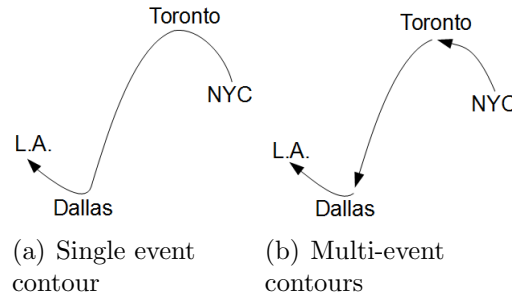 Toronto
NYC
L.A.
Dallas
(a) Single event
contour
Toronto
NYC
L.A.
Dallas
(b) Multi-event
contours